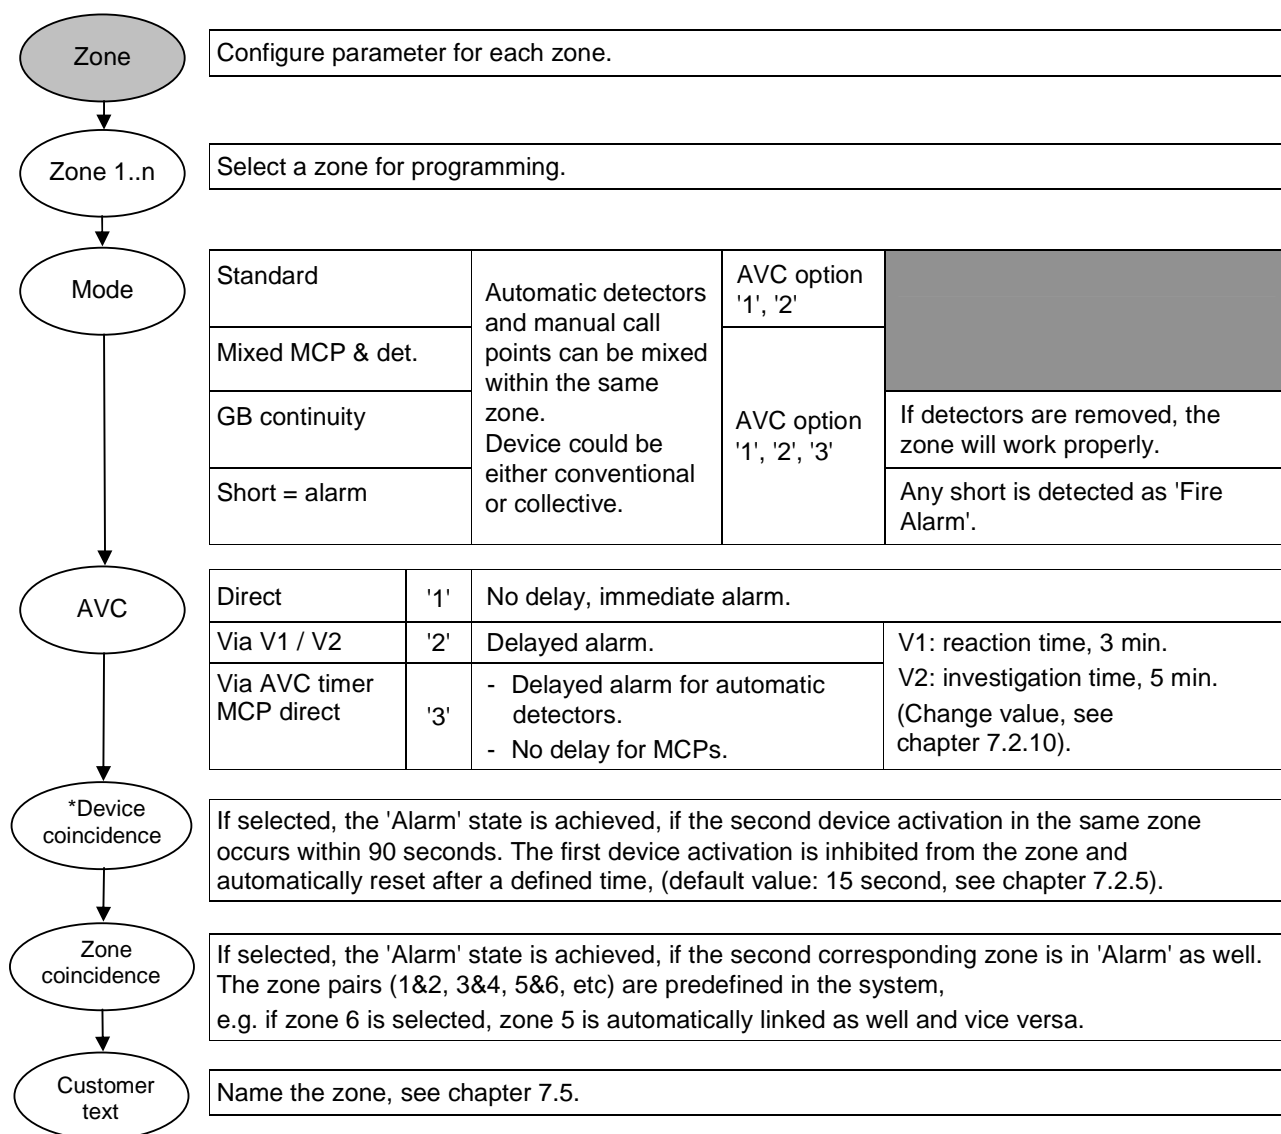 Zone
Configure parameter for each zone.
Zone 1..n
Select a zone for programming.
Mode
Standard
Automatic detectors
and manual call
points can be mixed
within the same
zone.
Device could be
either conventional
or collective.
AVC option
'1', '2'
Mixed MCP & det.
GB continuity
AVC option
'1', '2', '3'
If detectors are removed, the
zone will work properly.
Short = alarm
Any short is detected as 'Fire
Alarm'.
AVC
Direct
'1'
No delay, immediate alarm.
Via V1 / V2
'2'
Delayed alarm.
V1: reaction time, 3 min.
V2: investigation time, 5 min.
(Change value, see
chapter 7.2.10).
Via AVC timer
MCP direct
'3'
- Delayed alarm for automatic
detectors.
- No delay for MCPs.
*Device
coincidence
If selected, the 'Alarm' state is achieved, if the second device activation in the same zone
occurs within 90 seconds. The first device activation is inhibited from the zone and
automatically reset after a defined time, (default value: 15 second, see chapter 7.2.5).
Zone
coincidence
If selected, the 'Alarm' state is achieved, if the second corresponding zone is in 'Alarm' as well.
The zone pairs (1&2, 3&4, 5&6, etc) are predefined in the system,
e.g. if zone 6 is selected, zone 5 is automatically linked as well and vice versa.
Customer
text
Name the zone, see chapter 7.5.